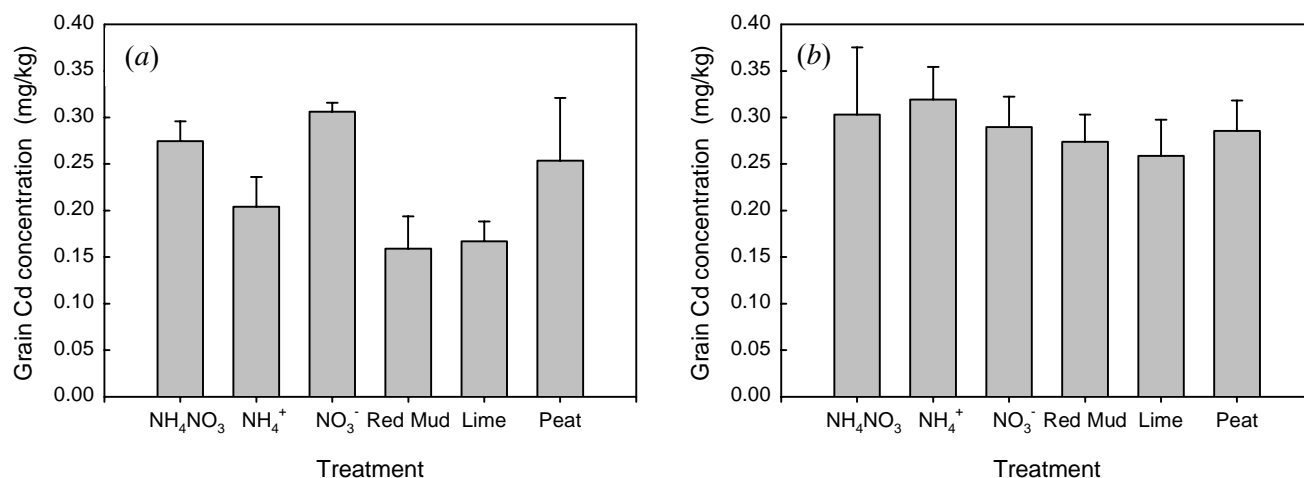 (a)
Grain Cd concentration (mg/kg)
0.40
0.35
0.30
0.25
0.20
0.15
0.10
0.05
0.00
NH₄NO₃ NH₄⁺ NO₃⁻ Red Mud Lime Peat
Treatment
(b)
Grain Cd concentration (mg/kg)
0.40
0.35
0.30
0.25
0.20
0.15
0.10
0.05
0.00
NH₄NO₃ NH₄⁺ NO₃⁻ Red Mud Lime Peat
Treatment